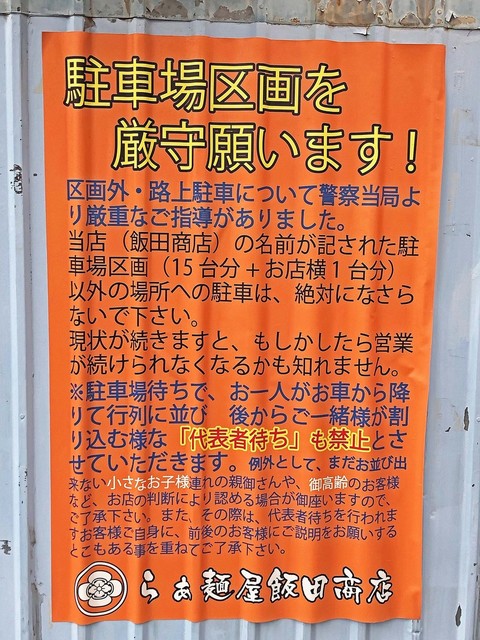 駐車場区画を
厳守願います!
区画外・路上駐車について警察当局よ
り厳重なご指導がありました。
当店（飯田商店）の名前が記された駐
車場区画（15台分+お店横1台分）
以外の場所への駐車は、絶対になさら
ないで下さい。
現状が続きますと、もしかしたら営業
が続けられなくなるかも知れません。
※駐車場待ちで、お一人がお車から降
りて行列に並び　後からご一緒様が割
り込む様な「代表者待ち」も禁止とさ
せていただきます。例外として、まだお並び出
来ない小さなお子様連れの親御さんや、御高齢のお客様
など、お店の判断により認める場合が御座いますので、
ご了承下さい。また、その際は、代表者待ちを行われま
すお客様ご自身に、前後のお客様にご説明をお願いする
こともある事を重ねてご了承下さい。
らぁ麺屋飯田商店